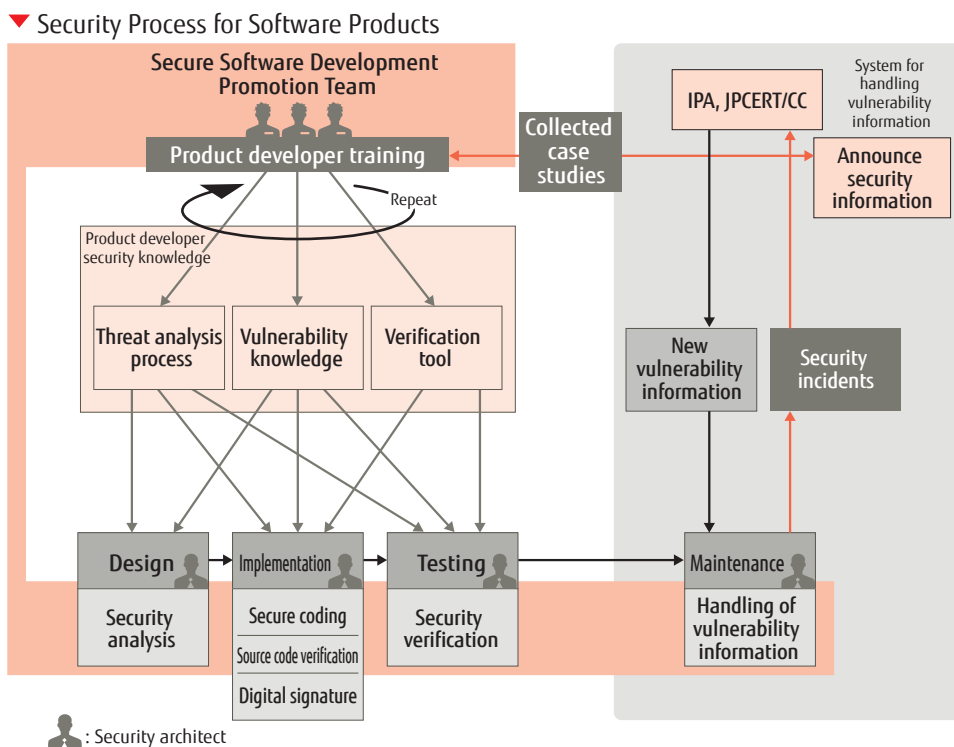 Security Process for Software Products
Secure Software Development
Promotion Team
Product developer training
Collected
case
studies
IPA, JPCERT/CC
System for
handling
vulnerability
information
Announce
security
information
Repeat
Product developer
security knowledge
Threat analysis
process
Vulnerability
knowledge
Verification
tool
New
vulnerability
information
Security
incidents
Design
Implementation
Testing
Maintenance
Security
analysis
Secure coding
Source code verification
Digital signature
Security
verification
Handling of
vulnerability
information
: Security architect